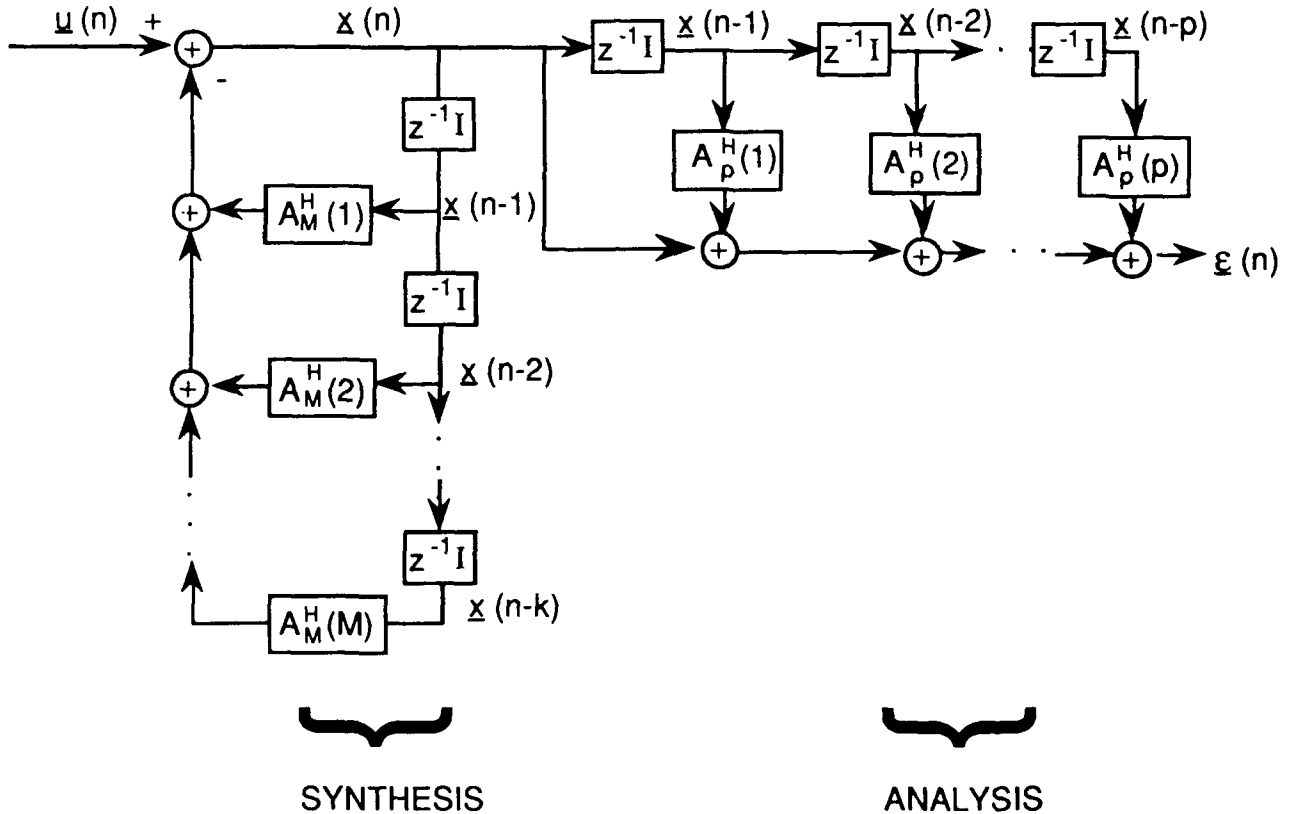 u (n) + x (n) z⁻¹I x (n-1) z⁻¹I x (n-2) · · z⁻¹I x (n-p)
+
-
z⁻¹I
A_p^H(1) A_p^H(2) A_p^H(p)
+ A_M^H(1) x (n-1)
+ + · · + ε (n)
z⁻¹I
+ A_M^H(2) x (n-2)
z⁻¹I
A_M^H(M) x (n-k)
SYNTHESIS ANALYSIS